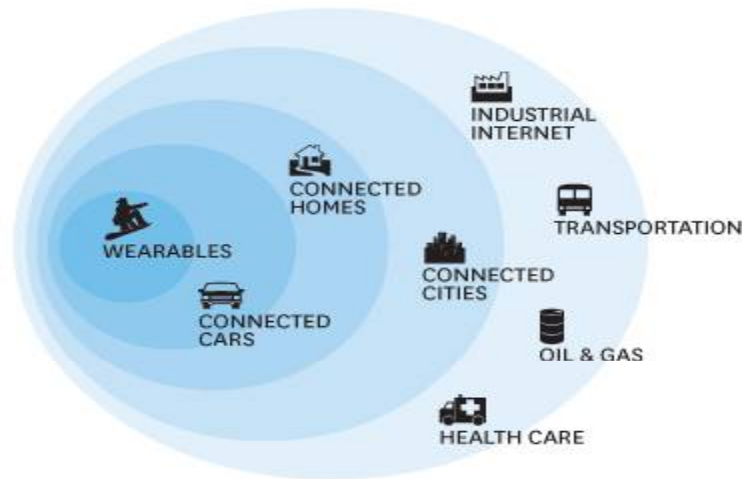 INDUSTRIAL
INTERNET
CONNECTED
HOMES
TRANSPORTATION
WEARABLES
CONNECTED
CITIES
CONNECTED
CARS
OIL & GAS
HEALTH CARE